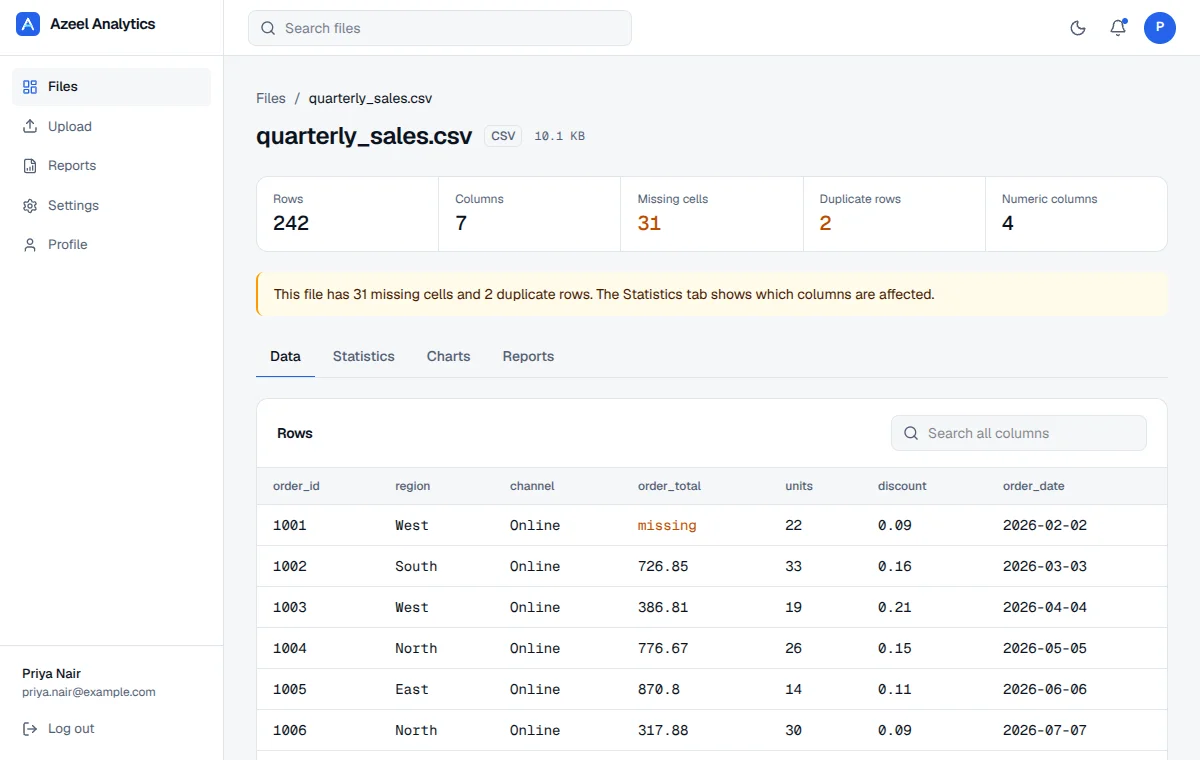 Azeel Analytics
Search files
P
Files
Upload
Reports
Settings
Profile
Priya Nair
priya.nair@example.com
Log out
Files / quarterly_sales.csv
quarterly_sales.csv CSV 10.1 KB
Rows Columns Missing cells Duplicate rows Numeric columns
242 7 31 2 4
This file has 31 missing cells and 2 duplicate rows. The Statistics tab shows which columns are affected.
Data Statistics Charts Reports
Rows Search all columns
order_id region channel order_total units discount order_date
1001 West Online missing 22 0.09 2026-02-02
1002 South Online 726.85 33 0.16 2026-03-03
1003 West Online 386.81 19 0.21 2026-04-04
1004 North Online 776.67 26 0.15 2026-05-05
1005 East Online 870.8 14 0.11 2026-06-06
1006 North Online 317.88 30 0.09 2026-07-07